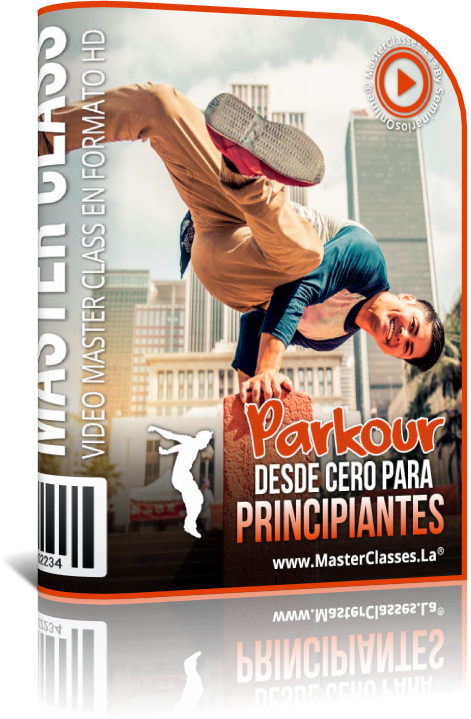 MASTER CLASS
VIDEO MASTER CLASS EN FORMATO HD
@ MasterClasses.La By SeminariosOnline
Parkour
DESDE CERO PARA
PRINCIPIANTES
www.MasterClasses.La®
02234